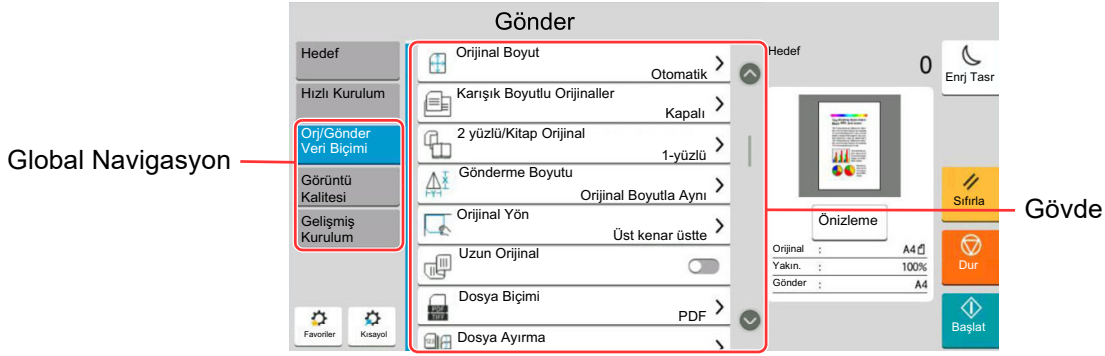 Gönder
Global Navigasyon
Hedef
Hızlı Kurulum
Orj/Gönder
Veri Biçimi
Görüntü
Kalitesi
Gelişmiş
Kurulum
Favoriler
Kısayol
Orijinal Boyut
Otomatik
Karışık Boyutlu Orijinaller
Kapalı
2 yüzlü/Kitap Orijinal
1-yüzlü
Gönderme Boyutu
Orijinal Boyutla Aynı
Orijinal Yön
Üst kenar üstte
Uzun Orijinal
Dosya Biçimi
PDF
TIFF
PDF
Dosya Ayırma
Hedef
0
Önizleme
Orijinal : A4
Yakın. : 100%
Gönder : A4
Enrj Tasr
Sıfırla
Dur
Başlat
Gövde